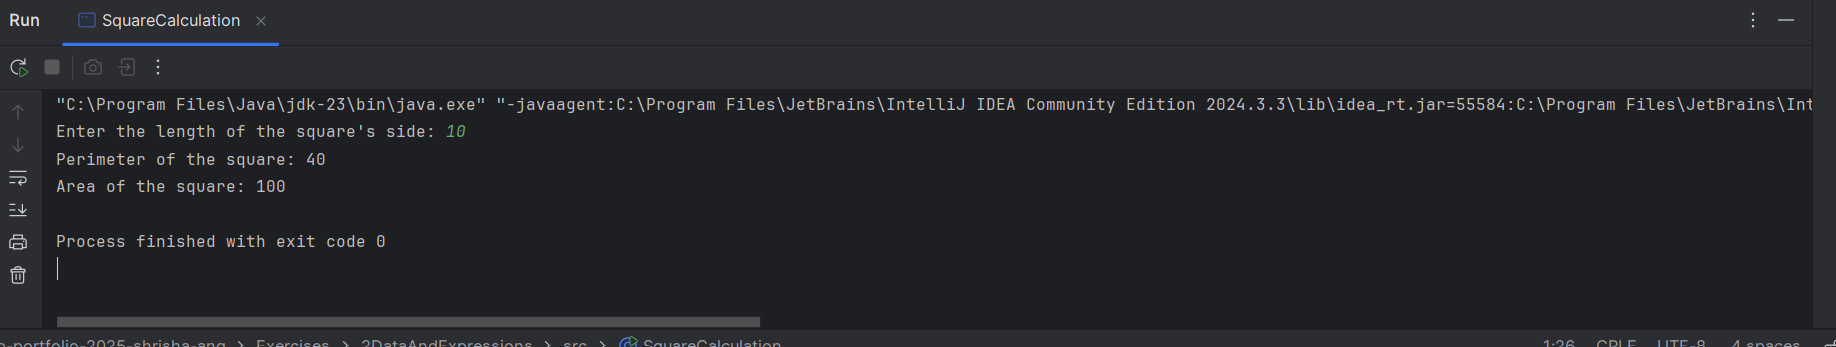 Run SquareCalculation
"C:\Program Files\Java\jdk-23\bin\java.exe" "-javaagent:C:\Program Files\JetBrains\IntelliJ IDEA Community Edition 2024.3.3\lib\idea_rt.jar=55584:C:\Program Files\JetBrains\Int
Enter the length of the square's side: 10
Perimeter of the square: 40
Area of the square: 100
Process finished with exit code 0
-portfolio-2025-shrisha-ang > Exercises > 2DataAndExpressions > src > SquareCalculation 1:26 CRLF UTF-8 4 spaces